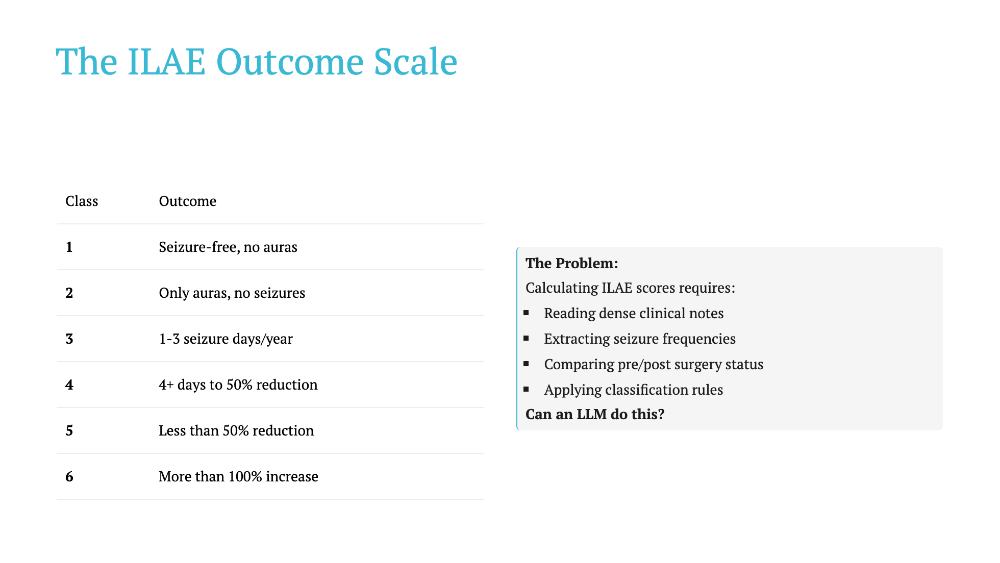 The ILAE Outcome Scale
Class Outcome
1 Seizure-free, no auras
2 Only auras, no seizures
3 1-3 seizure days/year
4 4+ days to 50% reduction
5 Less than 50% reduction
6 More than 100% increase
The Problem:
Calculating ILAE scores requires:
▪ Reading dense clinical notes
▪ Extracting seizure frequencies
▪ Comparing pre/post surgery status
▪ Applying classification rules
Can an LLM do this?